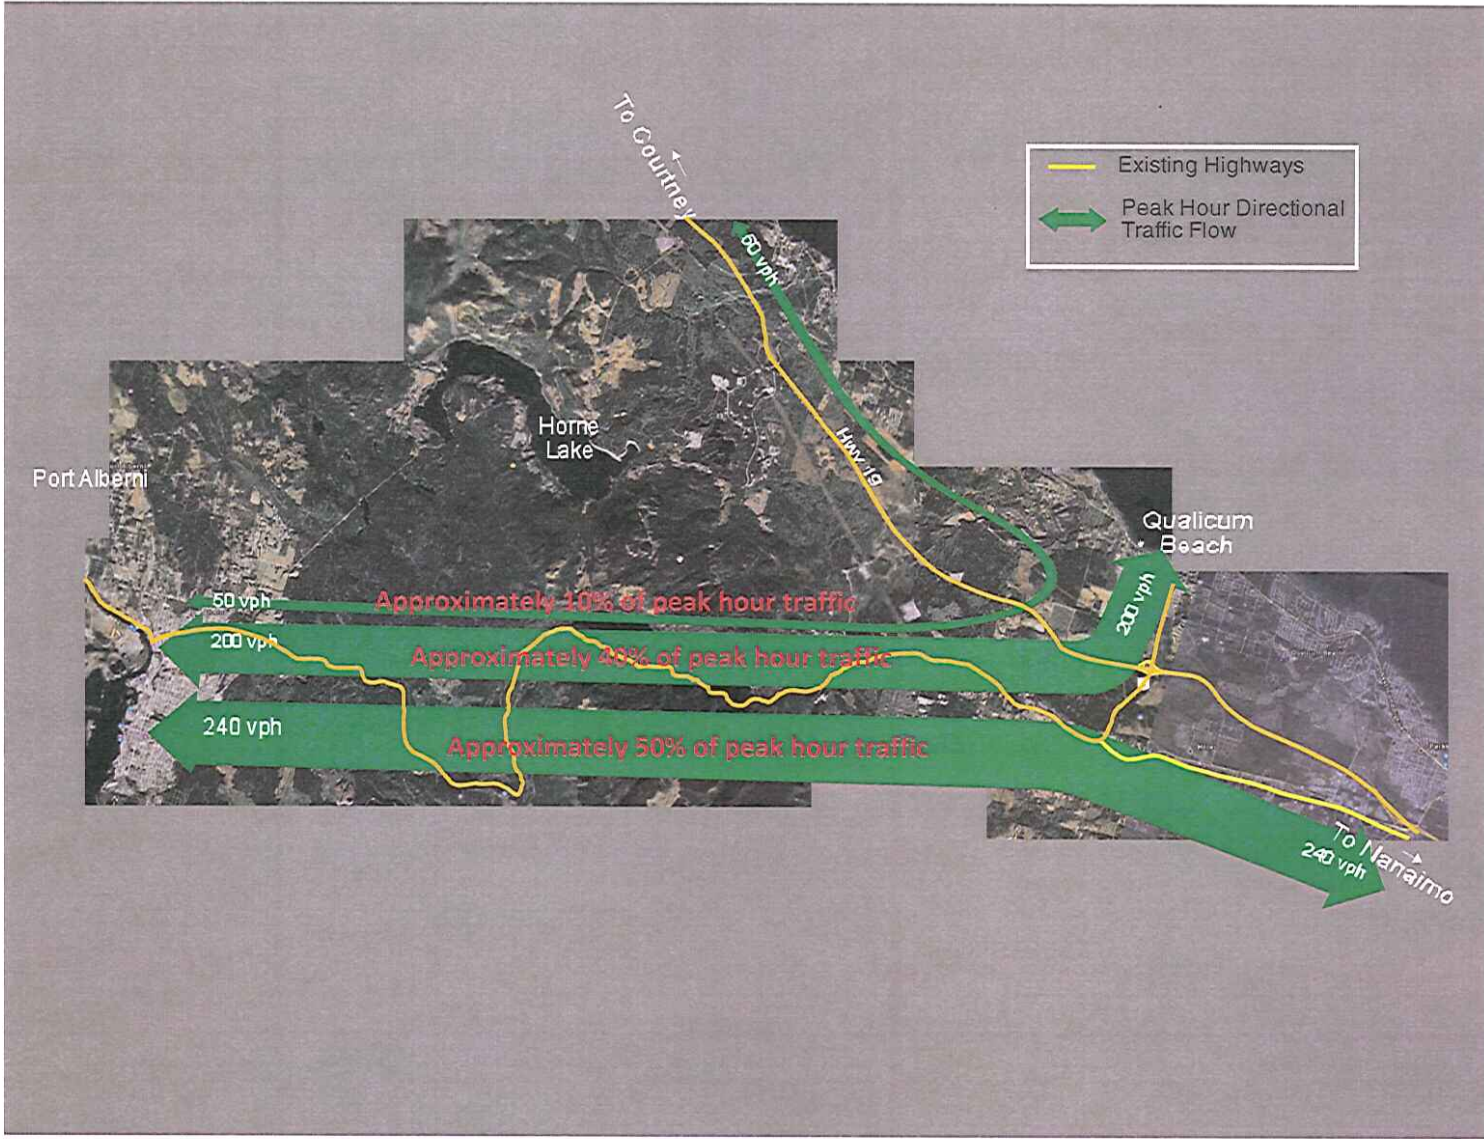 To Courtney
Existing Highways
Peak Hour Directional
Traffic Flow
60 vph
Horne
Lake
Hwy 19
Port Alberni
Qualicum
Beach
50 vph
Approximately 10% of peak hour traffic
200 vph
200 vph
Approximately 40% of peak hour traffic
240 vph
Approximately 50% of peak hour traffic
To Nanaimo
240 vph